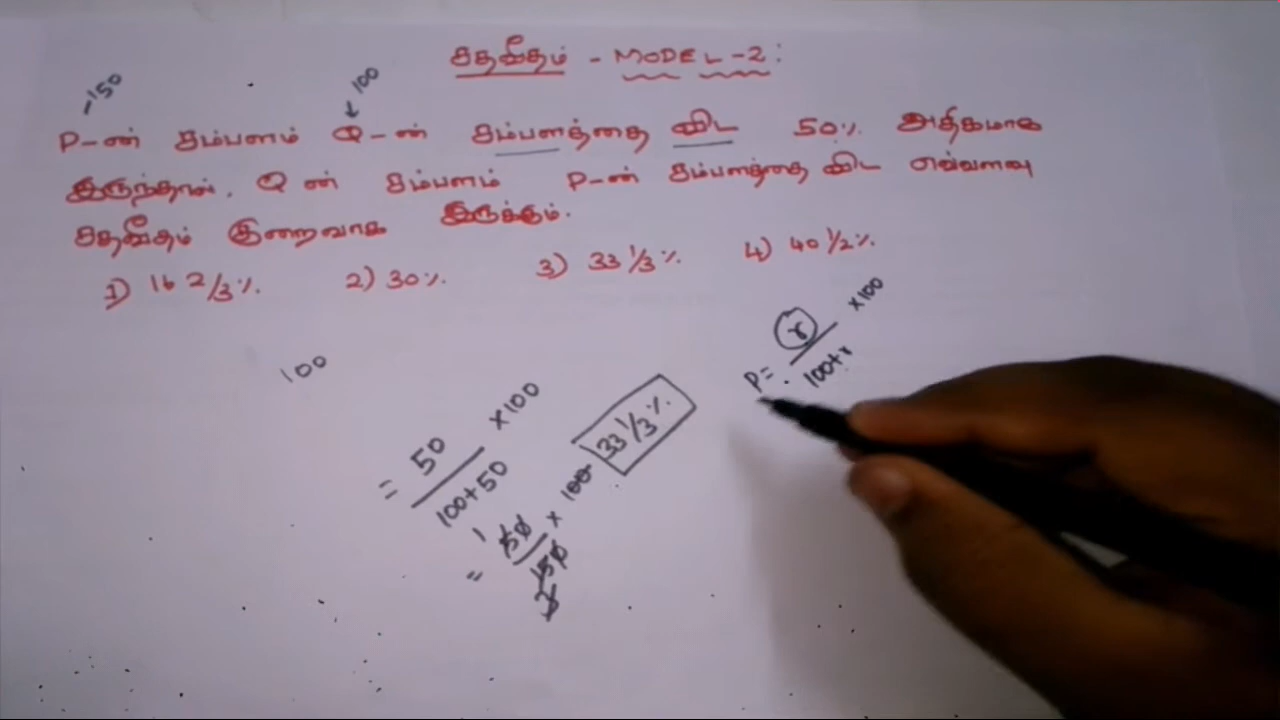 சதவீதம் - MODEL - 2 :
-150
100
P-ன் சம்பளம் Q-ன் சம்பளத்தை விட 50% அதிகமாக
இருந்தால். Q ன் சம்பளம் P-ன் சம்பளத்தை விட எவ்வளவு
சதவீதம் குறைவாக இருக்கும்.
1) 16 2/3 %. 2) 30 %. 3) 33 1/3 %. 4) 40 1/2 %.
P = r / 100+r × 100
100
= 50 / 100+50 × 100
= 50 / 150 × 100 33 1/3 %.
1
3